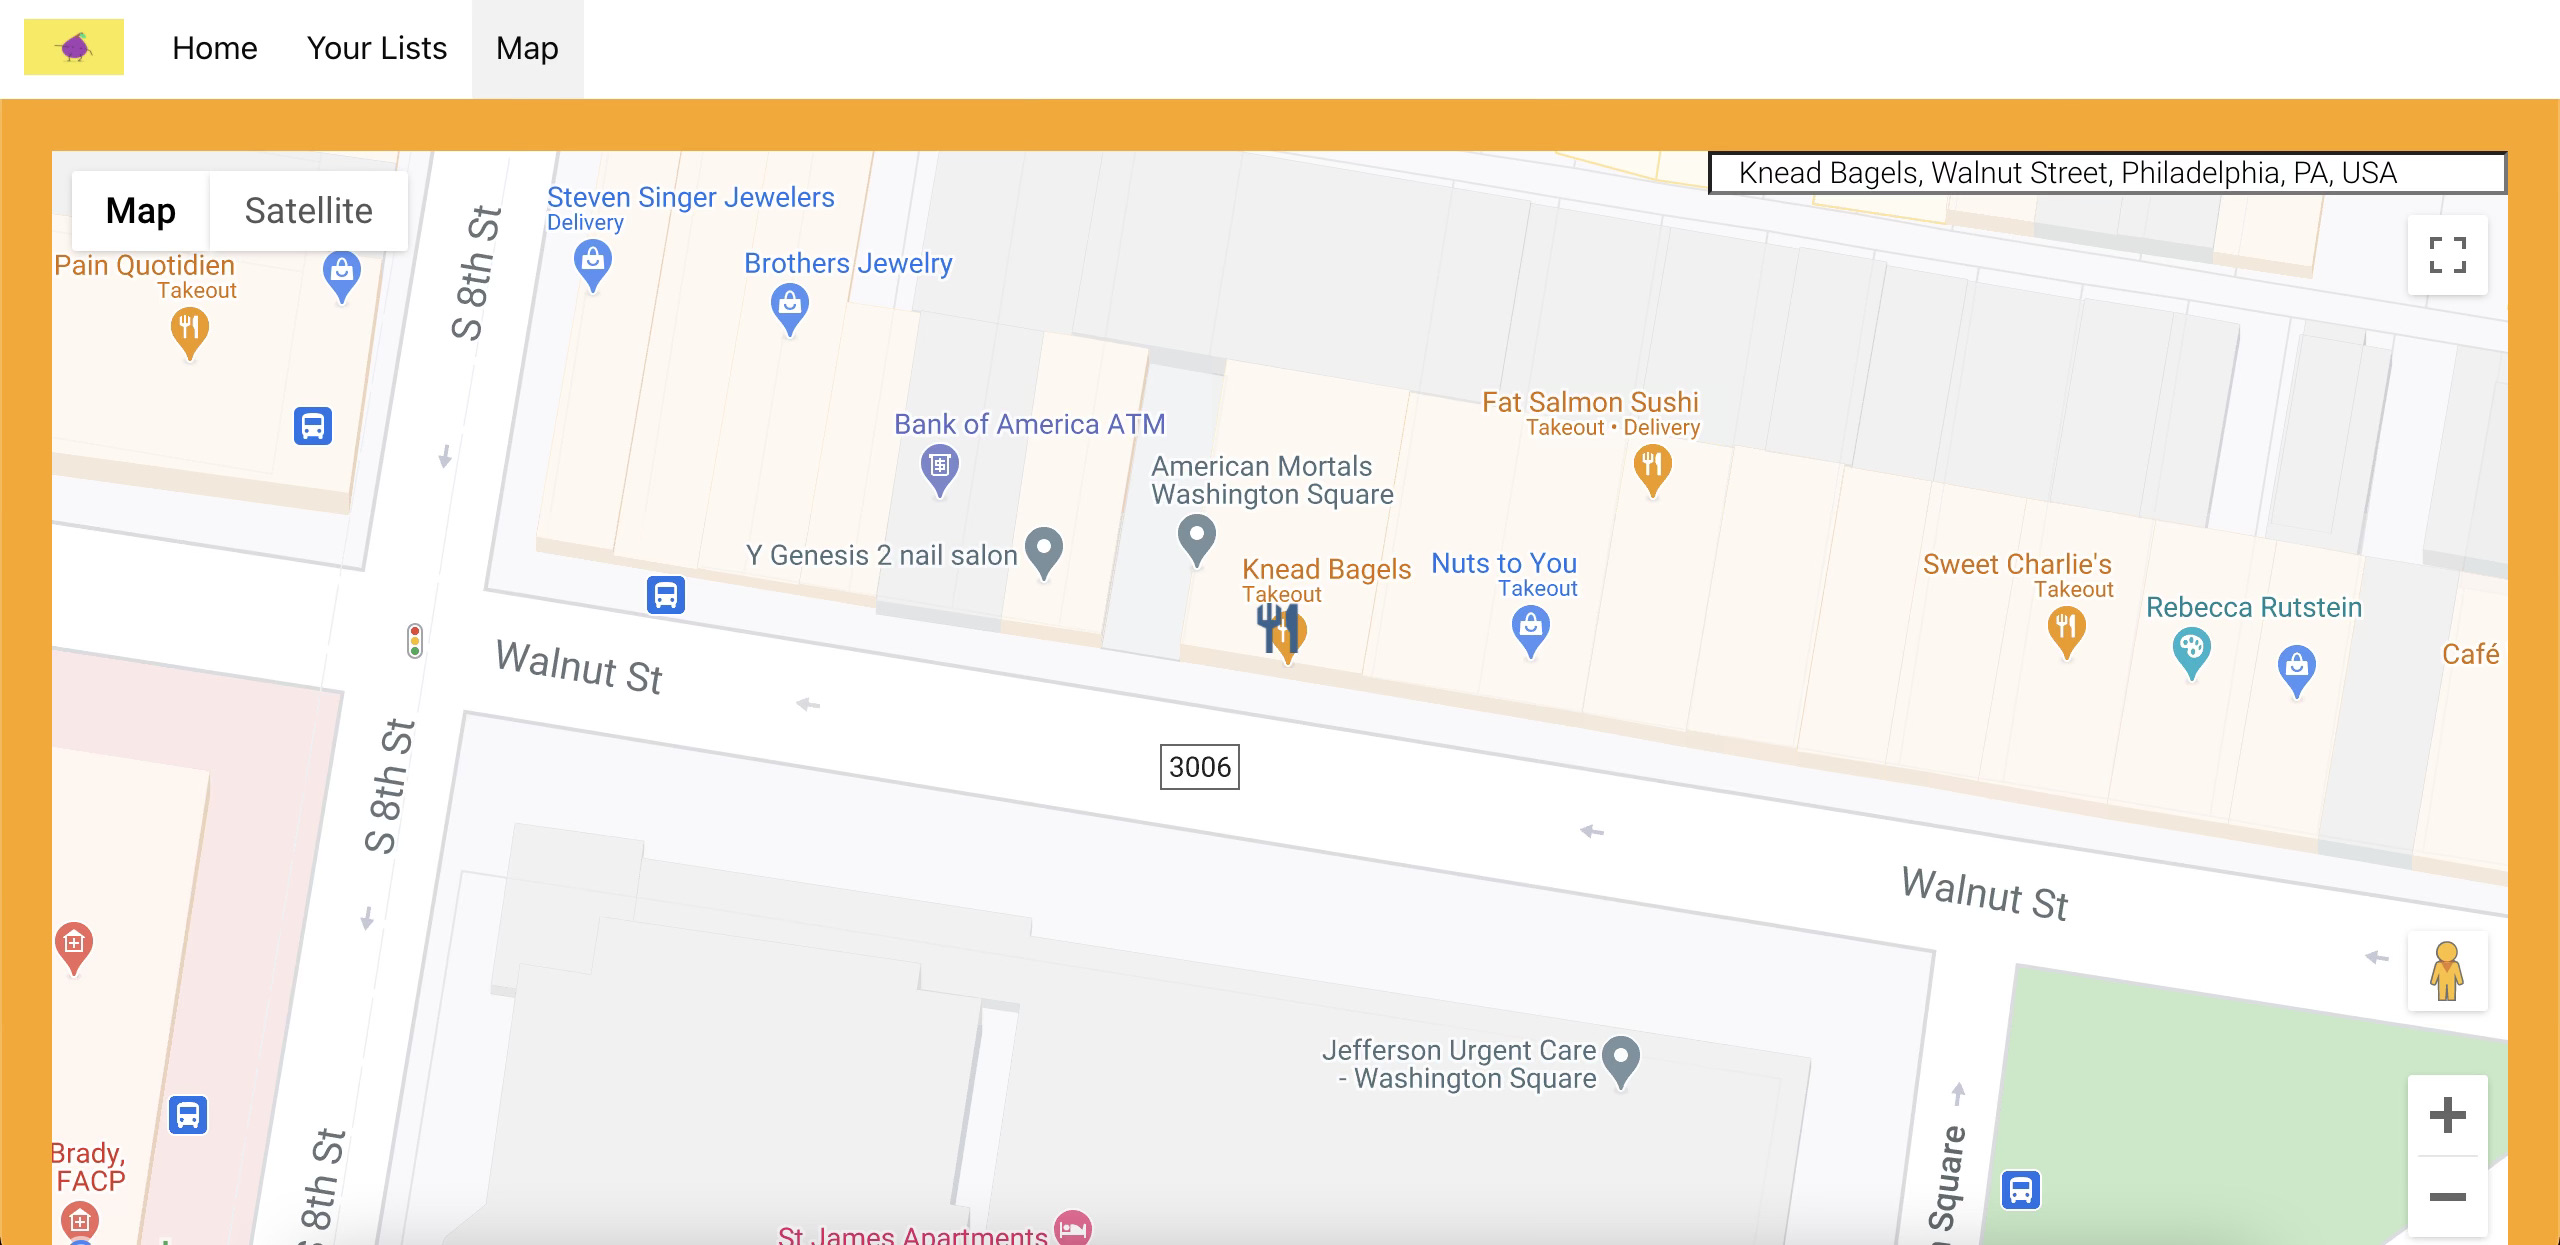 Home
Your Lists
Map
Knead Bagels, Walnut Street, Philadelphia, PA, USA
Map
Satellite
Steven Singer Jewelers
Delivery
Brothers Jewelry
Pain Quotidien
Takeout
S 8th St
Bank of America ATM
American Mortals
Washington Square
Fat Salmon Sushi
Takeout • Delivery
Y Genesis 2 nail salon
Knead Bagels
Takeout
Nuts to You
Takeout
Sweet Charlie's
Takeout
Rebecca Rutstein
Café
Walnut St
S 8th St
3006
Walnut St
Jefferson Urgent Care
- Washington Square
Brady,
FACP
S 8th St
Square
St James Apartments